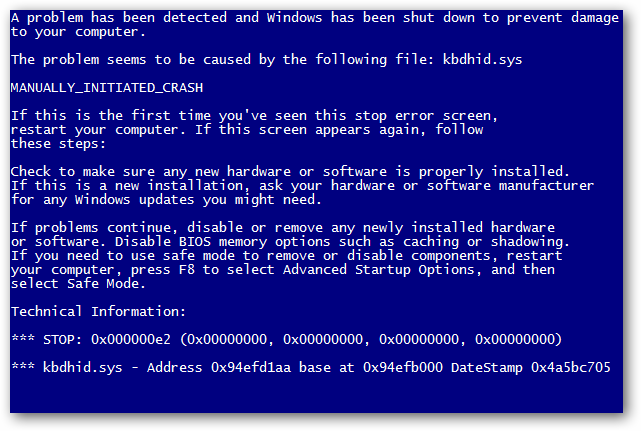 A problem has been detected and Windows has been shut down to prevent damage
to your computer.
The problem seems to be caused by the following file: kbdhid.sys
MANUALLY_INITIATED_CRASH
If this is the first time you've seen this stop error screen,
restart your computer. If this screen appears again, follow
these steps:
Check to make sure any new hardware or software is properly installed.
If this is a new installation, ask your hardware or software manufacturer
for any Windows updates you might need.
If problems continue, disable or remove any newly installed hardware
or software. Disable BIOS memory options such as caching or shadowing.
If you need to use safe mode to remove or disable components, restart
your computer, press F8 to select Advanced Startup Options, and then
select Safe Mode.
Technical Information:
*** STOP: 0x000000e2 (0x00000000, 0x00000000, 0x00000000, 0x00000000)
*** kbdhid.sys - Address 0x94efd1aa base at 0x94efb000 DateStamp 0x4a5bc705